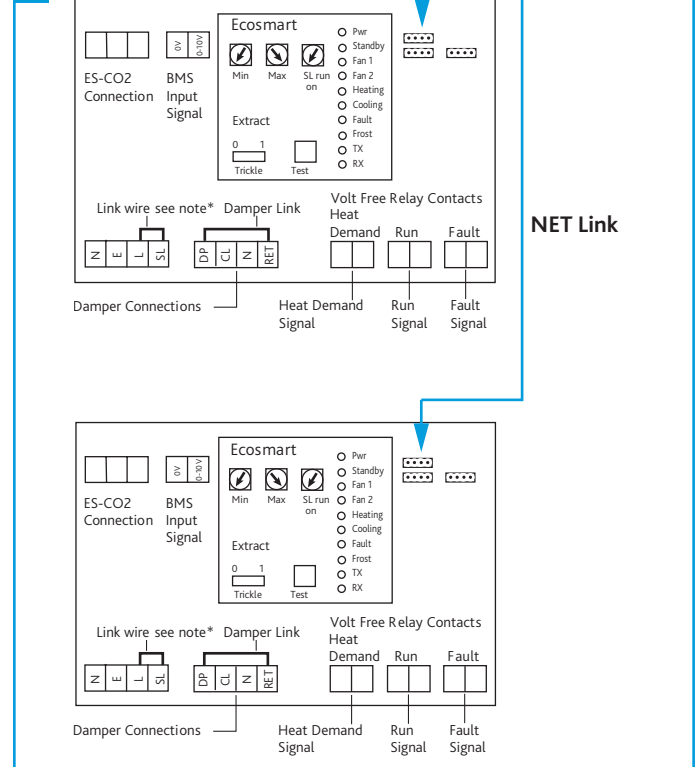 Ecosmart
Min Max SL run
on
Extract
0 1
Trickle Test
Pwr
Standby
Fan 1
Fan 2
Heating
Cooling
Fault
Frost
TX
RX
0V 0-10V
ES-CO2
Connection
BMS
Input
Signal
Link wire see note* Damper Link
N E L SL
DP CL N RET
Volt Free Relay Contacts
Heat
Demand Run Fault
Damper Connections
Heat Demand
Signal
Run
Signal
Fault
Signal
NET Link
Ecosmart
Min Max SL run
on
Extract
0 1
Trickle Test
Pwr
Standby
Fan 1
Fan 2
Heating
Cooling
Fault
Frost
TX
RX
0V 0-10V
ES-CO2
Connection
BMS
Input
Signal
Link wire see note* Damper Link
N E L SL
DP CL N RET
Volt Free Relay Contacts
Heat
Demand Run Fault
Damper Connections
Heat Demand
Signal
Run
Signal
Fault
Signal